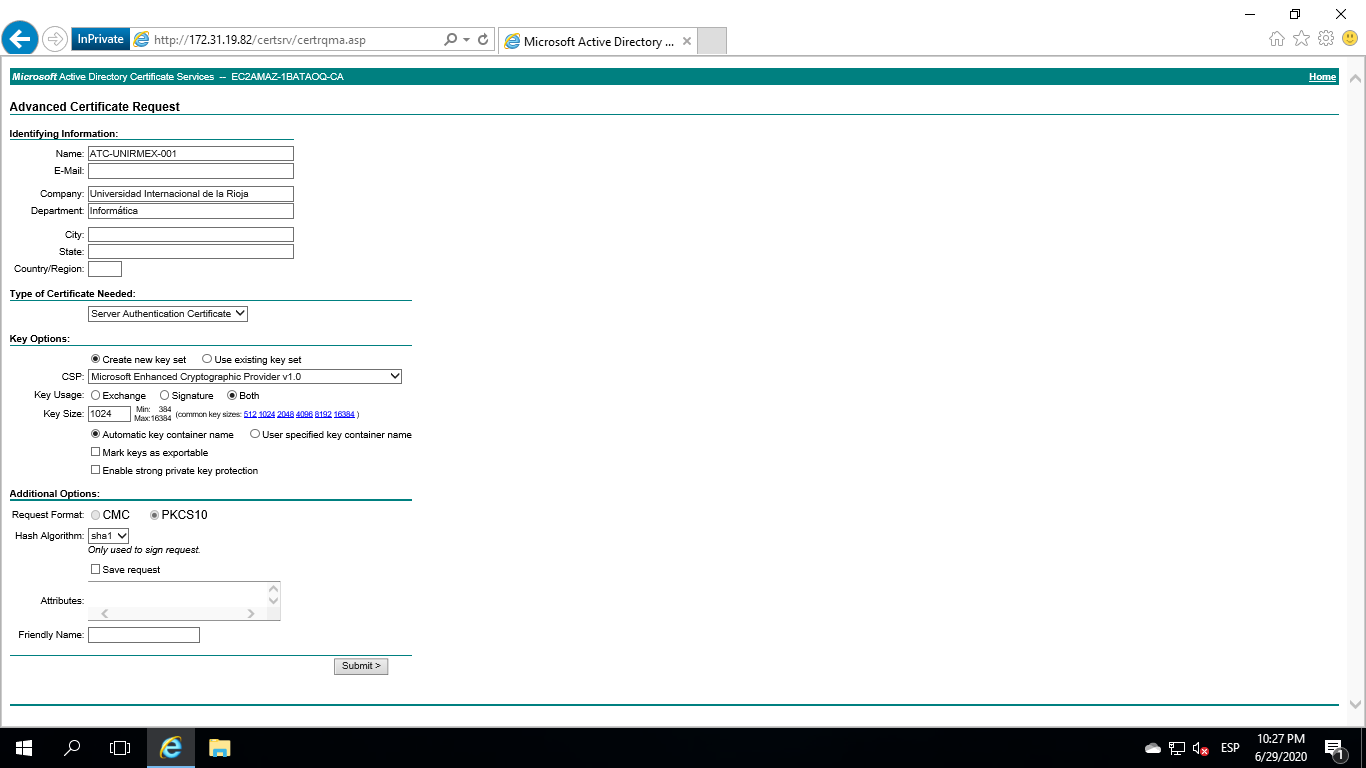 InPrivate http://172.31.19.82/certsrv/certrqma.asp Microsoft Active Directory ...
Microsoft Active Directory Certificate Services -- EC2AMAZ-1BATAOQ-CA Home
Advanced Certificate Request
Identifying Information:
Name: ATC-UNIRMEX-001
E-Mail:
Company: Universidad Internacional de la Rioja
Department: Informática
City:
State:
Country/Region:
Type of Certificate Needed:
Server Authentication Certificate
Key Options:
Create new key set Use existing key set
CSP: Microsoft Enhanced Cryptographic Provider v1.0
Key Usage: Exchange Signature Both
Key Size: 1024 Min: 384 Max:16384 (common key sizes: 512 1024 2048 4096 8192 16384 )
Automatic key container name User specified key container name
Mark keys as exportable
Enable strong private key protection
Additional Options:
Request Format: CMC PKCS10
Hash Algorithm: sha1
Only used to sign request.
Save request
Attributes:
Friendly Name:
Submit >
ESP 10:27 PM
6/29/2020 1